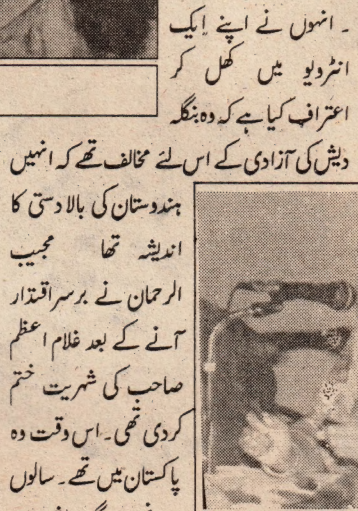 ۔ انہوں نے اپنے ایک
انٹرویو میں کھل کر
اعتراف کیا ہے کہ وہ بنگلہ
دیش کی آزادی کے اس لئے مخالف تھے کہ انہیں
ہندوستان کی بالادستی کا
اندیشہ تھا مجیب
الرحمان نے برسراقتدار
آنے کے بعد غلام اعظم
صاحب کی شہریت ختم
کردی تھی۔ اس وقت وہ
پاکستان میں تھے۔ سالوں